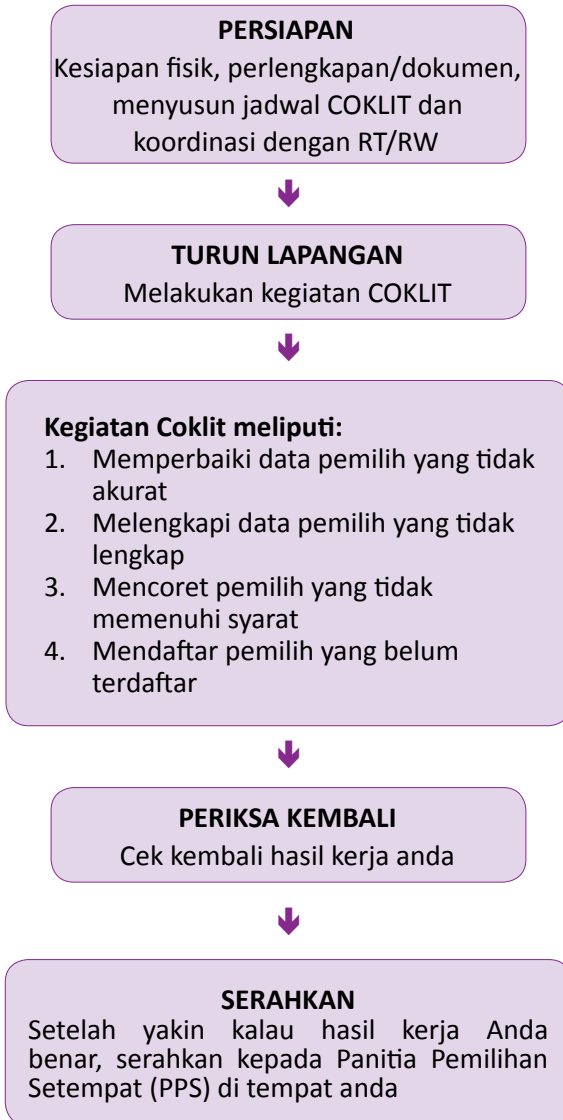 PERSIAPAN
Kesiapan fisik, perlengkapan/dokumen,
menyusun jadwal COKLIT dan
koordinasi dengan RT/RW
TURUN LAPANGAN
Melakukan kegiatan COKLIT
Kegiatan Coklit meliputi:
1. Memperbaiki data pemilih yang tidak
akurat
2. Melengkapi data pemilih yang tidak
lengkap
3. Mencoret pemilih yang tidak
memenuhi syarat
4. Mendaftar pemilih yang belum
terdaftar
PERIKSA KEMBALI
Cek kembali hasil kerja anda
SERAHKAN
Setelah yakin kalau hasil kerja Anda
benar, serahkan kepada Panitia Pemilihan
Setempat (PPS) di tempat anda